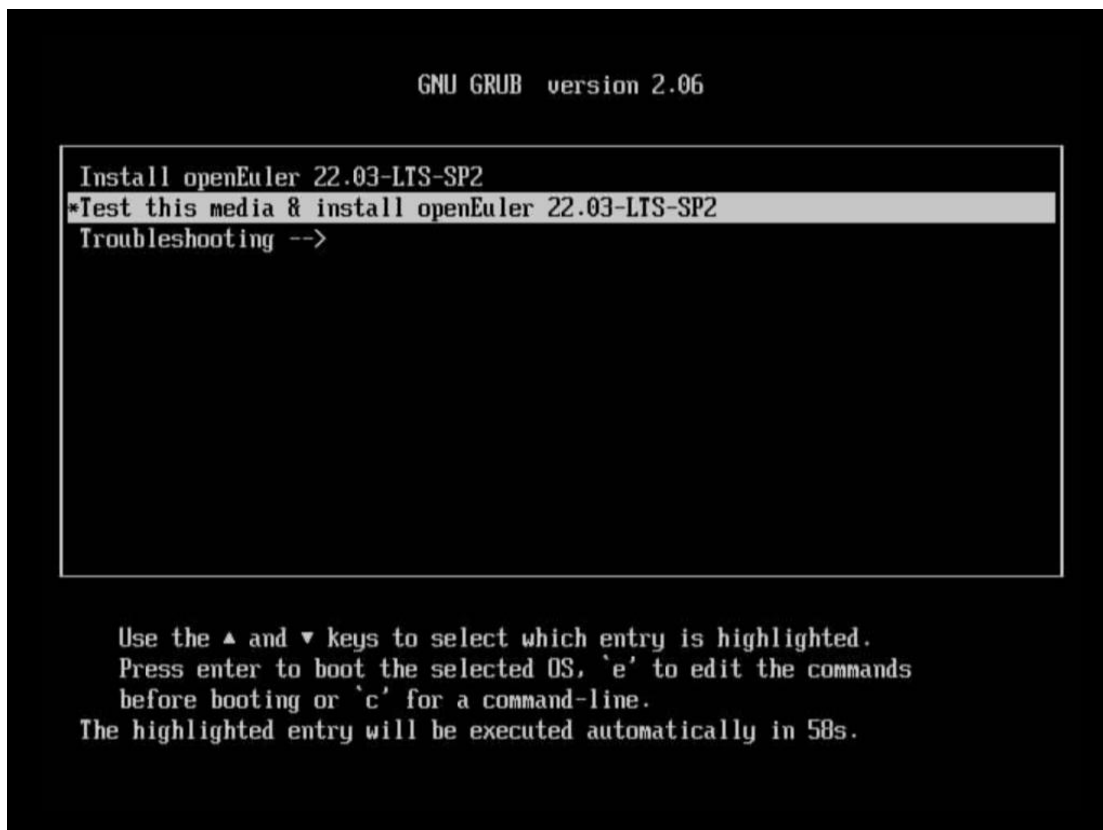 GNU GRUB version 2.06
Install openEuler 22.03-LTS-SP2
*Test this media & install openEuler 22.03-LTS-SP2
Troubleshooting -->
Use the ▲ and ▼ keys to select which entry is highlighted.
Press enter to boot the selected OS, `e' to edit the commands
before booting or `c' for a command-line.
The highlighted entry will be executed automatically in 58s.